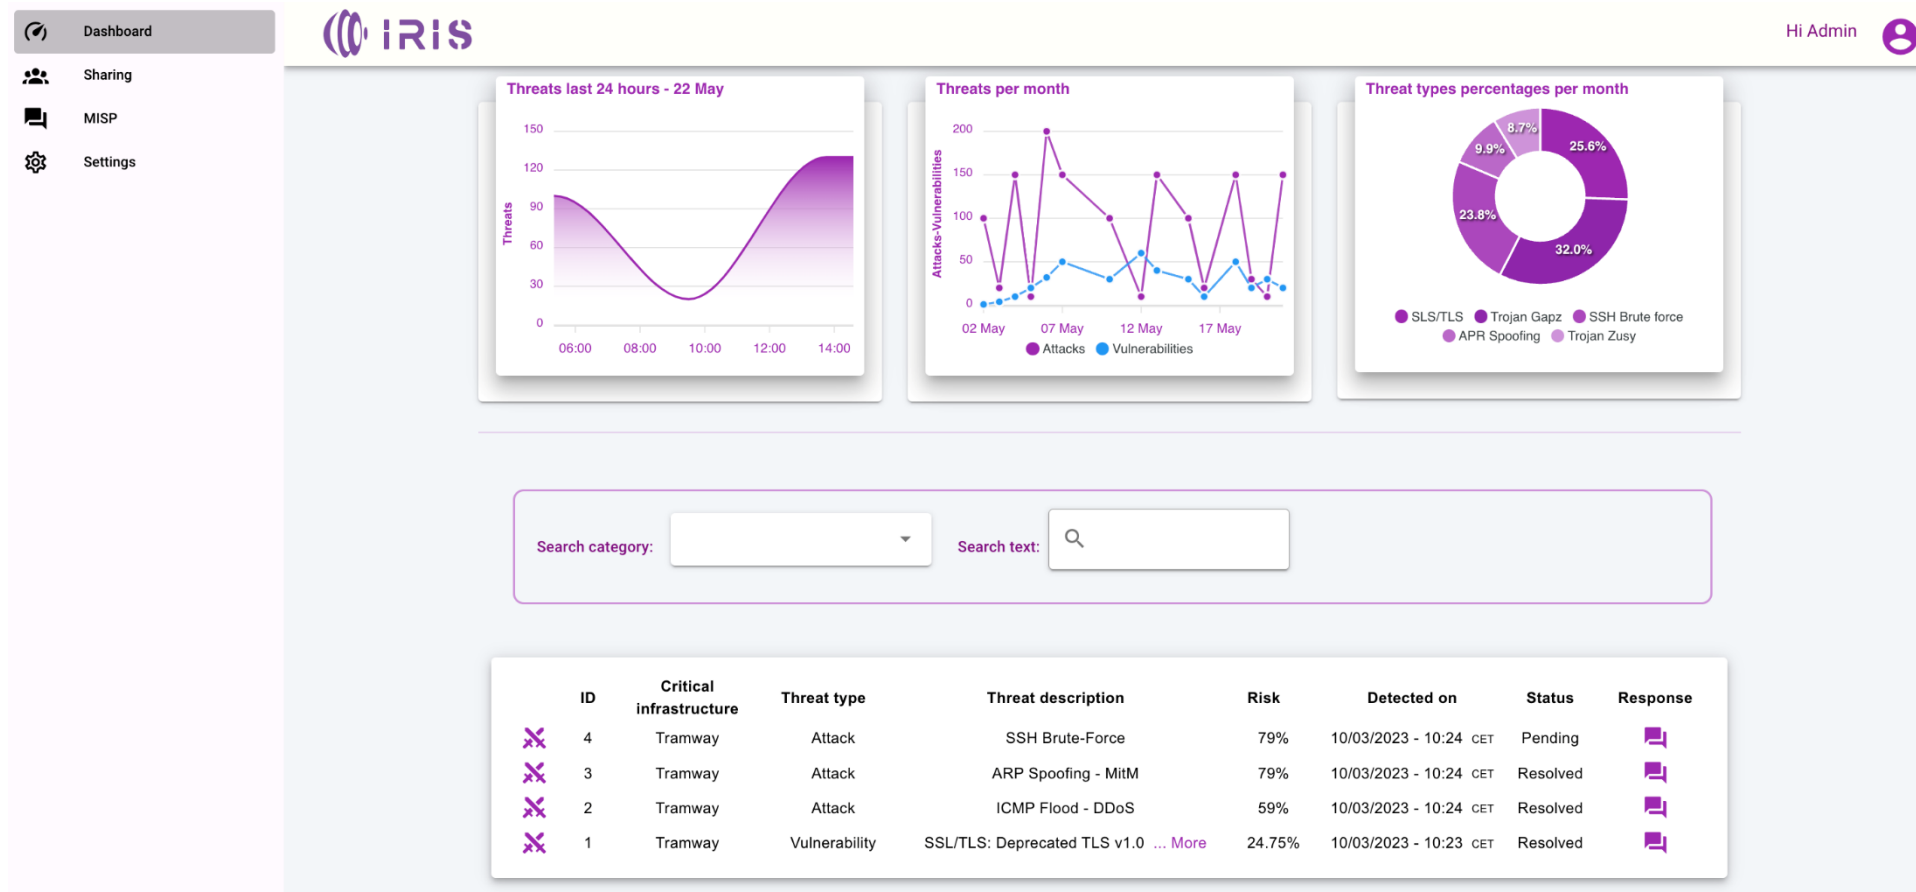 Dashboard
Sharing
MISP
Settings
IRIS
Hi Admin
Threats last 24 hours - 22 May
150
120
90
60
30
0
Threats
06:00 08:00 10:00 12:00 14:00
Threats per month
200
150
100
50
0
Attacks-Vulnerabilities
02 May 07 May 12 May 17 May
Attacks Vulnerabilities
Threat types percentages per month
8.7%
25.6%
9.9%
23.8%
32.0%
SLS/TLS Trojan Gapz SSH Brute force
APR Spoofing Trojan Zusy
Search category:
Search text:
ID Critical infrastructure Threat type Threat description Risk Detected on Status Response
4 Tramway Attack SSH Brute-Force 79% 10/03/2023 - 10:24 CET Pending
3 Tramway Attack ARP Spoofing - MitM 79% 10/03/2023 - 10:24 CET Resolved
2 Tramway Attack ICMP Flood - DDoS 59% 10/03/2023 - 10:24 CET Resolved
1 Tramway Vulnerability SSL/TLS: Deprecated TLS v1.0 ... More 24.75% 10/03/2023 - 10:23 CET Resolved